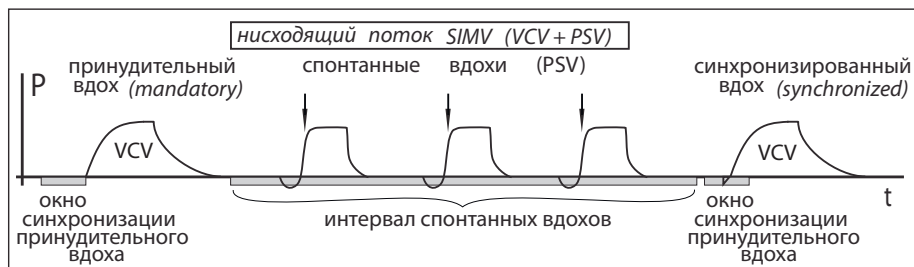 нисходящий поток SIMV (VCV + PSV)
принудительный
вдох (mandatory)
спонтанные вдохи (PSV)
синхронизированный
вдох (synchronized)
P
VCV
VCV
t
окно
синхронизации
принудительного
вдоха
интервал спонтанных вдохов
окно
синхронизации
принудительного
вдоха